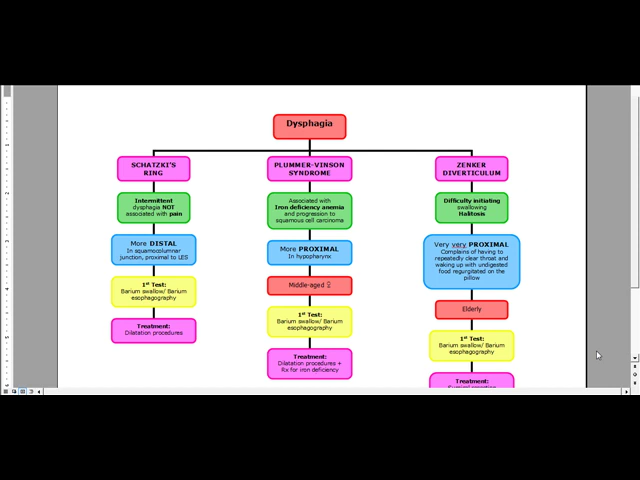 Dysphagia
SCHATZKI'S
RING
Intermittent
dysphagia NOT
associated with pain
More DISTAL
In squamocolumnar
junction, proximal to LES
1st Test:
Barium swallow/ Barium
esophagography
Treatment:
Dilatation procedures
PLUMMER-VINSON
SYNDROME
Associated with
Iron deficiency anemia
and progression to
squamous cell carcinoma
More PROXIMAL
In hypopharynx
Middle-aged ♀
1st Test:
Barium swallow/ Barium
esophagography
Treatment:
Dilatation procedures +
Rx for iron deficiency
ZENKER
DIVERTICULUM
Difficulty initiating
swallowing
Halitosis
Very very PROXIMAL
Complains of having to
repeatedly clear throat and
waking up with undigested
food regurgitated on the
pillow
Elderly
1st Test:
Barium swallow/ Barium
esophagography
Treatment: